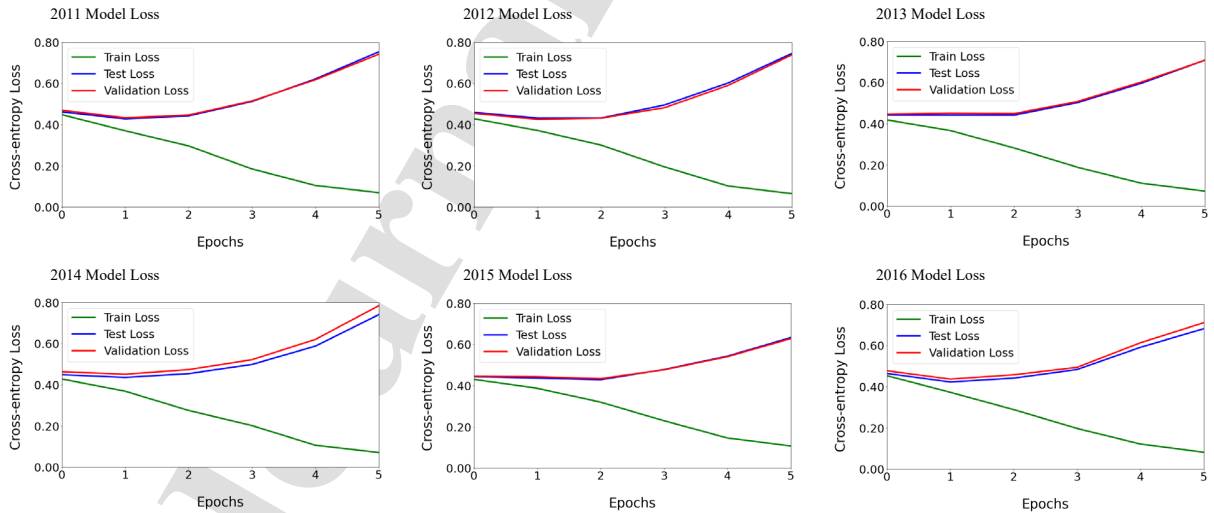 2011 Model Loss
0.80
0.60
0.40
0.20
0.00
Cross-entropy Loss
Train Loss
Test Loss
Validation Loss
0 1 2 3 4 5
Epochs
2012 Model Loss
0.80
0.60
0.40
0.20
0.00
Cross-entropy Loss
Train Loss
Test Loss
Validation Loss
0 1 2 3 4 5
Epochs
2013 Model Loss
0.80
0.60
0.40
0.20
0.00
Cross-entropy Loss
Train Loss
Test Loss
Validation Loss
0 1 2 3 4 5
Epochs
2014 Model Loss
0.80
0.60
0.40
0.20
0.00
Cross-entropy Loss
Train Loss
Test Loss
Validation Loss
0 1 2 3 4 5
Epochs
2015 Model Loss
0.80
0.60
0.40
0.20
0.00
Cross-entropy Loss
Train Loss
Test Loss
Validation Loss
0 1 2 3 4 5
Epochs
2016 Model Loss
0.80
0.60
0.40
0.20
0.00
Cross-entropy Loss
Train Loss
Test Loss
Validation Loss
0 1 2 3 4 5
Epochs